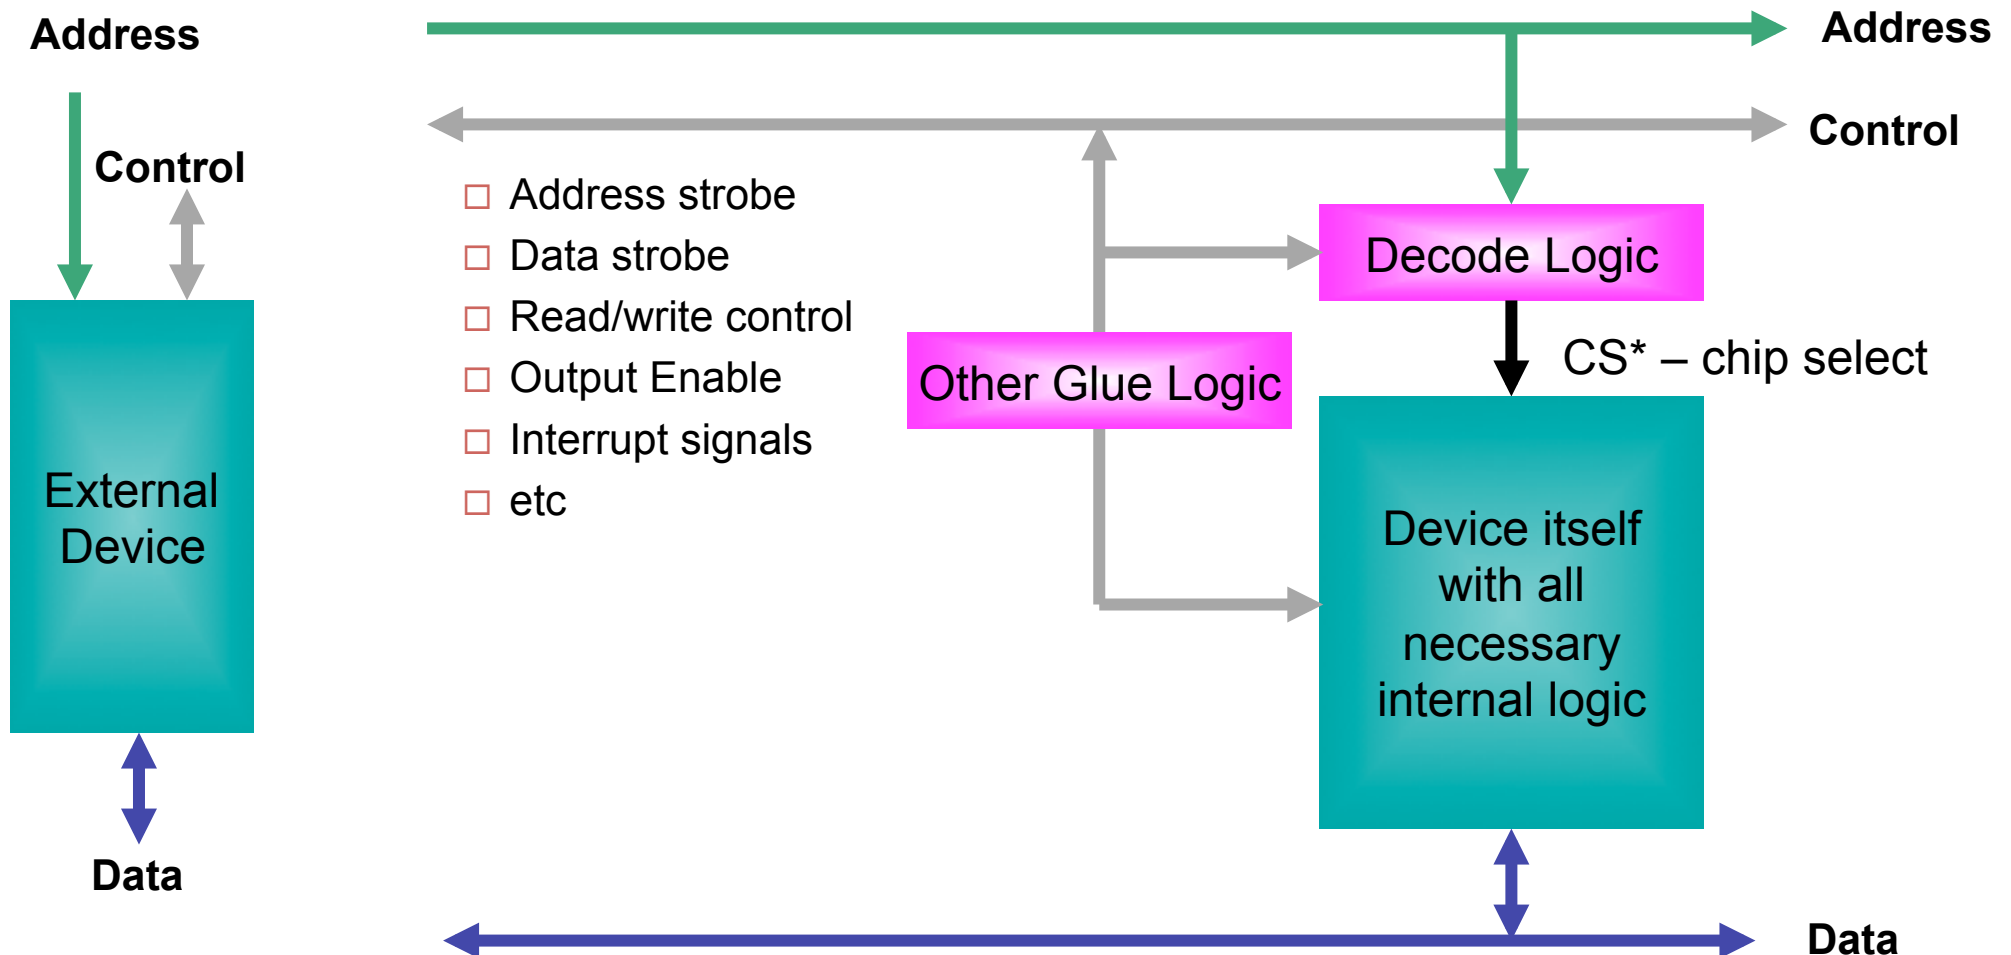 Address
Address
Control
Control
Address strobe
Data strobe
Read/write control
Output Enable
Interrupt signals
etc
Decode Logic
CS* – chip select
Other Glue Logic
External
Device
Device itself
with all
necessary
internal logic
Data
Data